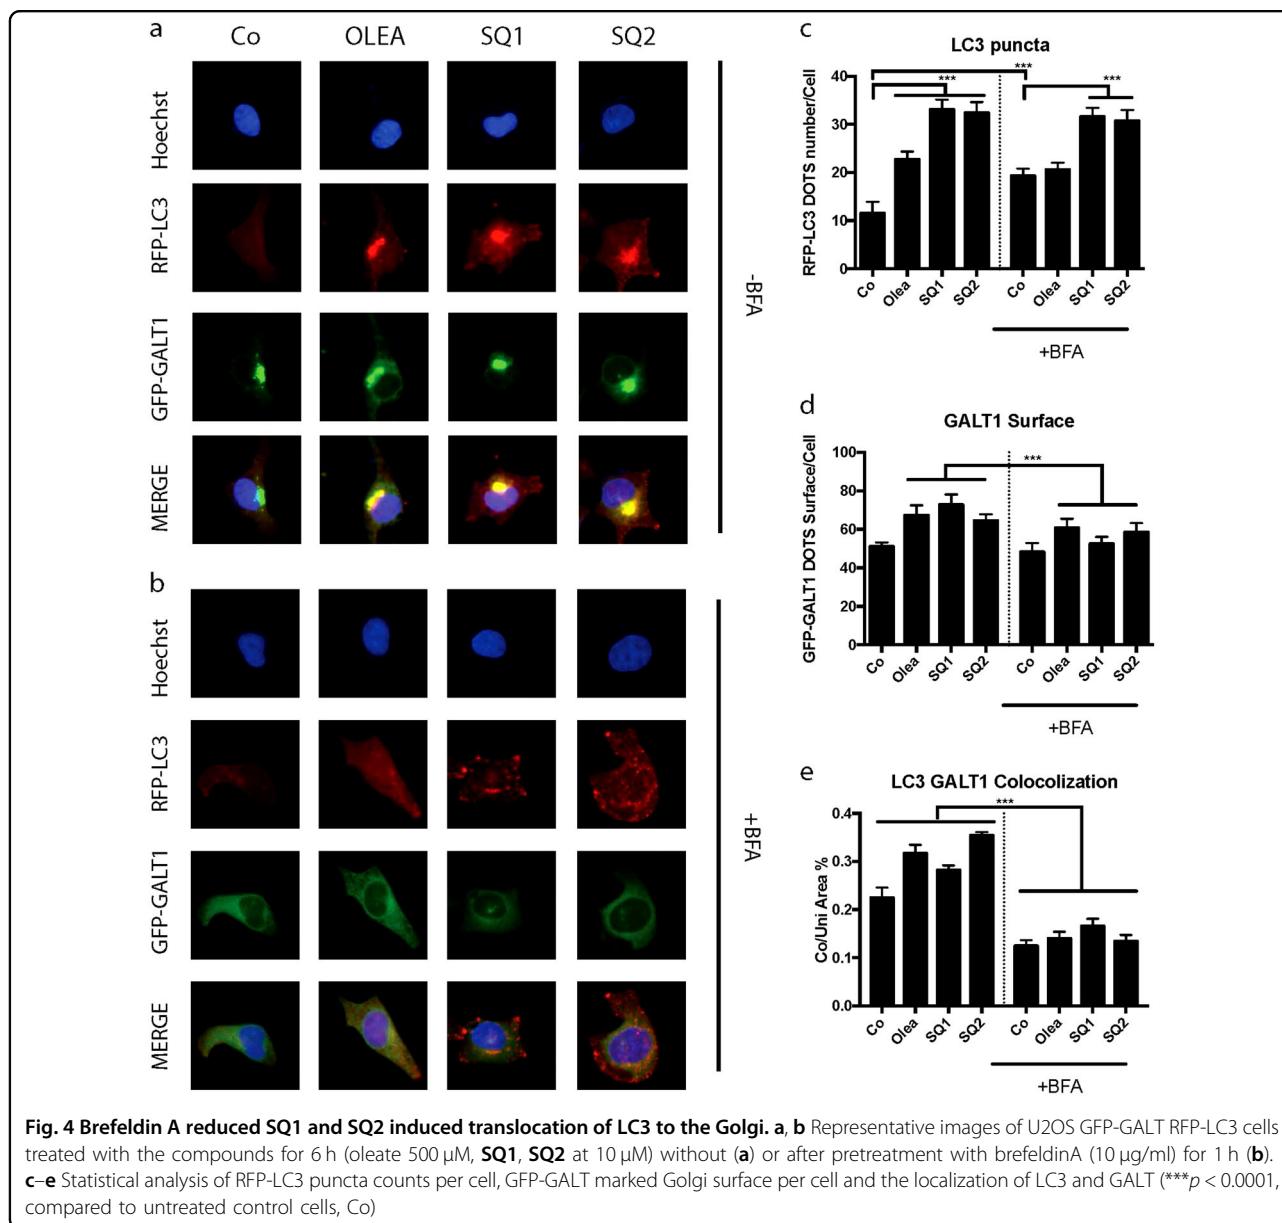 a
Co OLEA SQ1 SQ2
Hoechst
RFP-LC3
GFP-GALT1
MERGE
-BFA
b
Hoechst
RFP-LC3
GFP-GALT1
MERGE
+BFA
c
LC3 puncta
RFP-LC3 DOTS number/Cell
40
30
20
10
0
*** *** ***
Co Olea SQ1 SQ2 Co Olea SQ1 SQ2
+BFA
d
GALT1 Surface
GFP-GALT1 DOTS Surface/Cell
100
80
60
40
20
0
***
Co Olea SQ1 SQ2 Co Olea SQ1 SQ2
+BFA
e
LC3 GALT1 Colocolization
Co/Uni Area %
0.4
0.3
0.2
0.1
0.0
***
Co Olea SQ1 SQ2 Co Olea SQ1 SQ2
+BFA
Fig. 4 Brefeldin A reduced SQ1 and SQ2 induced translocation of LC3 to the Golgi. a, b Representative images of U2OS GFP-GALT RFP-LC3 cells
treated with the compounds for 6 h (oleate 500 µM, SQ1, SQ2 at 10 µM) without (a) or after pretreatment with brefeldinA (10 µg/ml) for 1 h (b).
c–e Statistical analysis of RFP-LC3 puncta counts per cell, GFP-GALT marked Golgi surface per cell and the localization of LC3 and GALT (***p < 0.0001,
compared to untreated control cells, Co)